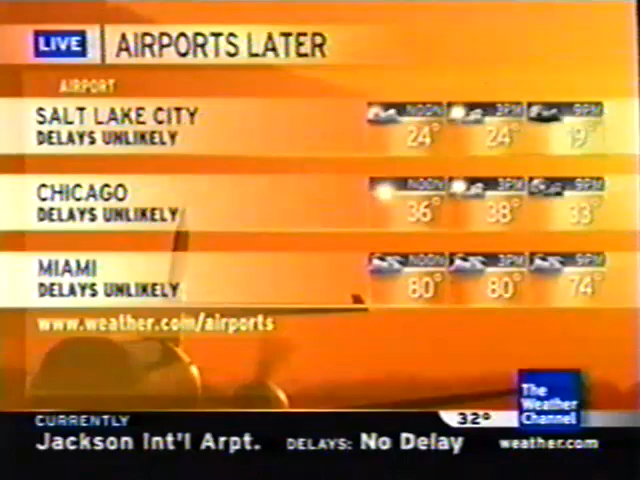 LIVE AIRPORTS LATER
AIRPORT
SALT LAKE CITY
DELAYS UNLIKELY
NOON 3PM 9PM
24° 24° 19°
CHICAGO
DELAYS UNLIKELY
NOON 3PM 9PM
36° 38° 33°
MIAMI
DELAYS UNLIKELY
NOON 3PM 9PM
80° 80° 74°
www.weather.com/airports
The
Weather
Channel
CURRENTLY 32°
Jackson Int'l Arpt. DELAYS: No Delay weather.com